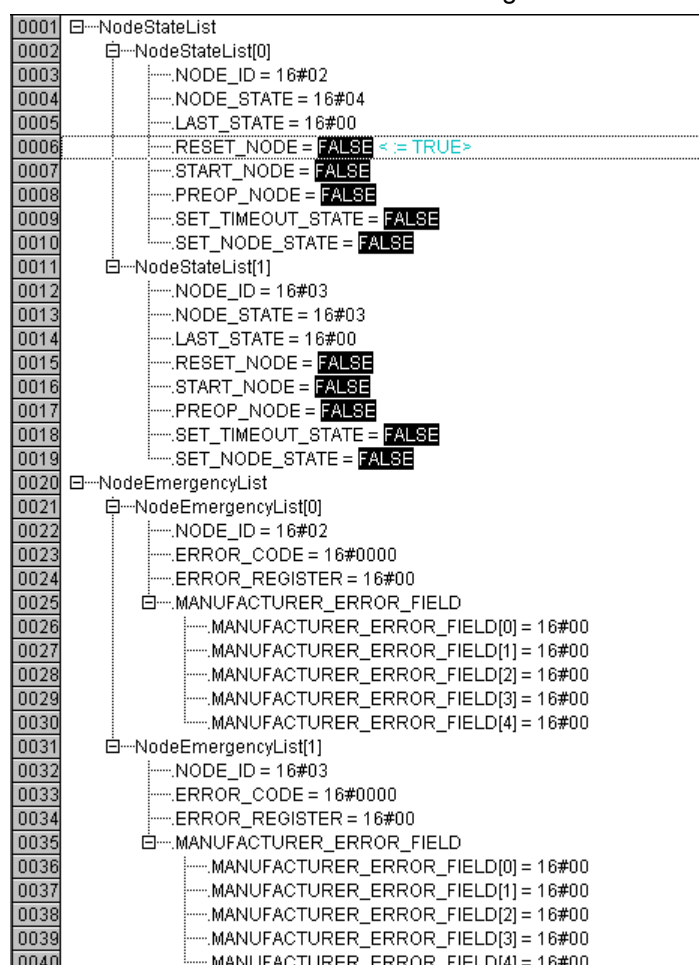 0001 NodeStateList
0002 NodeStateList[0]
0003 .NODE_ID = 16#02
0004 .NODE_STATE = 16#04
0005 .LAST_STATE = 16#00
0006 .RESET_NODE = FALSE < := TRUE>
0007 .START_NODE = FALSE
0008 .PREOP_NODE = FALSE
0009 .SET_TIMEOUT_STATE = FALSE
0010 .SET_NODE_STATE = FALSE
0011 NodeStateList[1]
0012 .NODE_ID = 16#03
0013 .NODE_STATE = 16#03
0014 .LAST_STATE = 16#00
0015 .RESET_NODE = FALSE
0016 .START_NODE = FALSE
0017 .PREOP_NODE = FALSE
0018 .SET_TIMEOUT_STATE = FALSE
0019 .SET_NODE_STATE = FALSE
0020 NodeEmergencyList
0021 NodeEmergencyList[0]
0022 .NODE_ID = 16#02
0023 .ERROR_CODE = 16#0000
0024 .ERROR_REGISTER = 16#00
0025 .MANUFACTURER_ERROR_FIELD
0026 .MANUFACTURER_ERROR_FIELD[0] = 16#00
0027 .MANUFACTURER_ERROR_FIELD[1] = 16#00
0028 .MANUFACTURER_ERROR_FIELD[2] = 16#00
0029 .MANUFACTURER_ERROR_FIELD[3] = 16#00
0030 .MANUFACTURER_ERROR_FIELD[4] = 16#00
0031 NodeEmergencyList[1]
0032 .NODE_ID = 16#03
0033 .ERROR_CODE = 16#0000
0034 .ERROR_REGISTER = 16#00
0035 .MANUFACTURER_ERROR_FIELD
0036 .MANUFACTURER_ERROR_FIELD[0] = 16#00
0037 .MANUFACTURER_ERROR_FIELD[1] = 16#00
0038 .MANUFACTURER_ERROR_FIELD[2] = 16#00
0039 .MANUFACTURER_ERROR_FIELD[3] = 16#00
0040 .MANUFACTURER_ERROR_FIELD[4] = 16#00